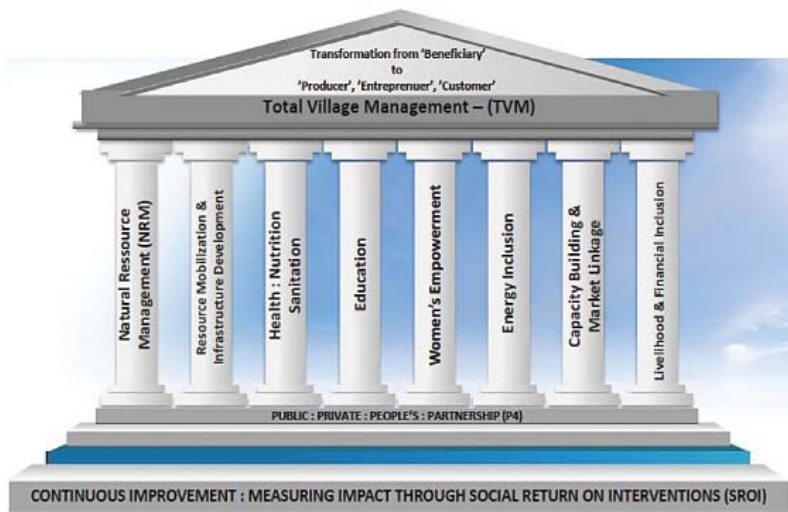 Transformation from 'Beneficiary'
to
'Producer', 'Entreprenuer', 'Customer'
Total Village Management – (TVM)
Natural Ressource
Management (NRM)
Resource Mobilization &
Infrastructure Development
Health : Nutrition
Sanitation
Education
Women's Empowerment
Energy Inclusion
Capacity Building &
Market Linkage
Livelihood & Financial Inclusion
PUBLIC : PRIVATE : PEOPLE'S : PARTNERSHIP (P4)
CONTINUOUS IMPROVEMENT : MEASURING IMPACT THROUGH SOCIAL RETURN ON INTERVENTIONS (SROI)